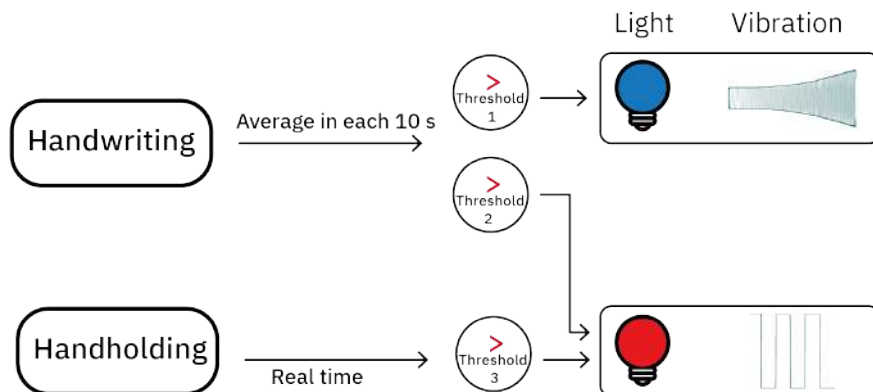 Light Vibration
>
Threshold
1
Average in each 10 s
Handwriting
>
Threshold
2
Handholding
>
Threshold
3
Real time